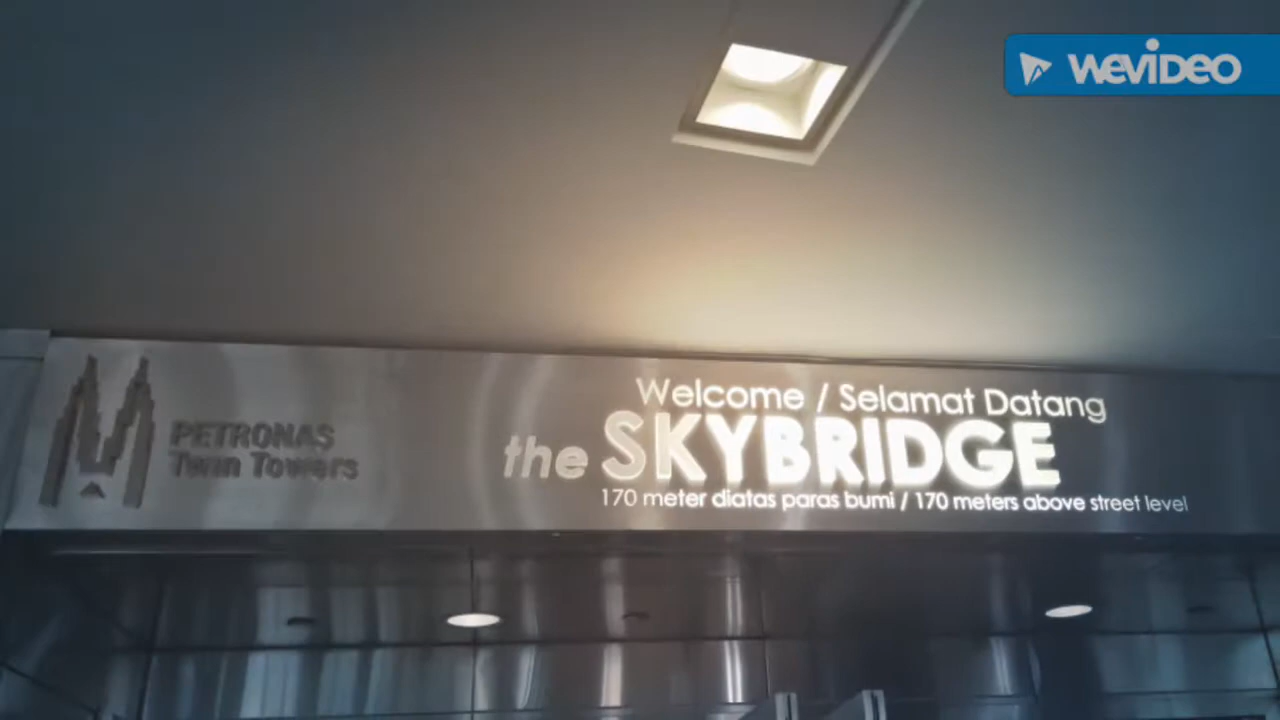 WEVIDEO
Welcome / Selamat Datang
PETRONAS
Twin Towers
the SKYBRIDGE
170 meter diatas paras bumi / 170 meters above street level